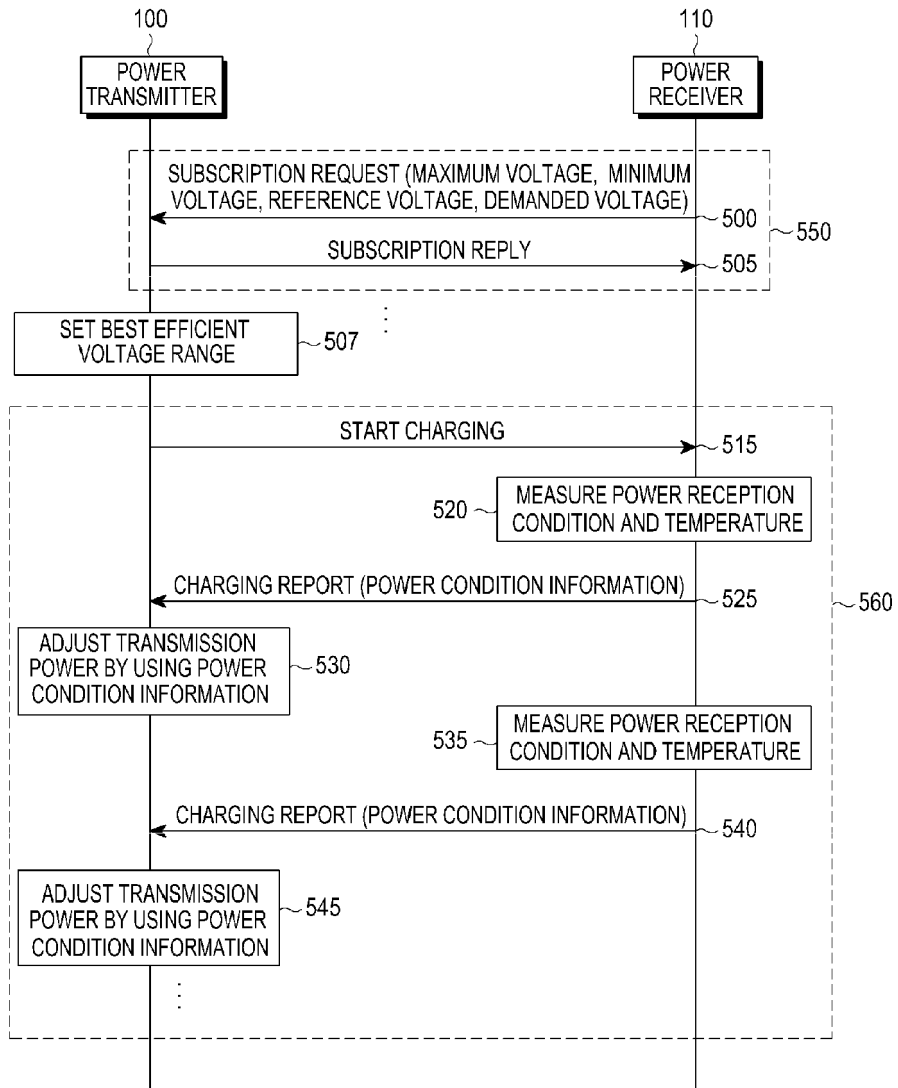 100
110
POWER
TRANSMITTER
POWER
RECEIVER
SUBSCRIPTION REQUEST (MAXIMUM VOLTAGE, MINIMUM
VOLTAGE, REFERENCE VOLTAGE, DEMANDED VOLTAGE)
500
550
SUBSCRIPTION REPLY
505
SET BEST EFFICIENT
VOLTAGE RANGE
507
START CHARGING
515
520
MEASURE POWER RECEPTION
CONDITION AND TEMPERATURE
CHARGING REPORT (POWER CONDITION INFORMATION)
525
560
ADJUST TRANSMISSION
POWER BY USING POWER
CONDITION INFORMATION
530
535
MEASURE POWER RECEPTION
CONDITION AND TEMPERATURE
CHARGING REPORT (POWER CONDITION INFORMATION)
540
ADJUST TRANSMISSION
POWER BY USING POWER
CONDITION INFORMATION
545